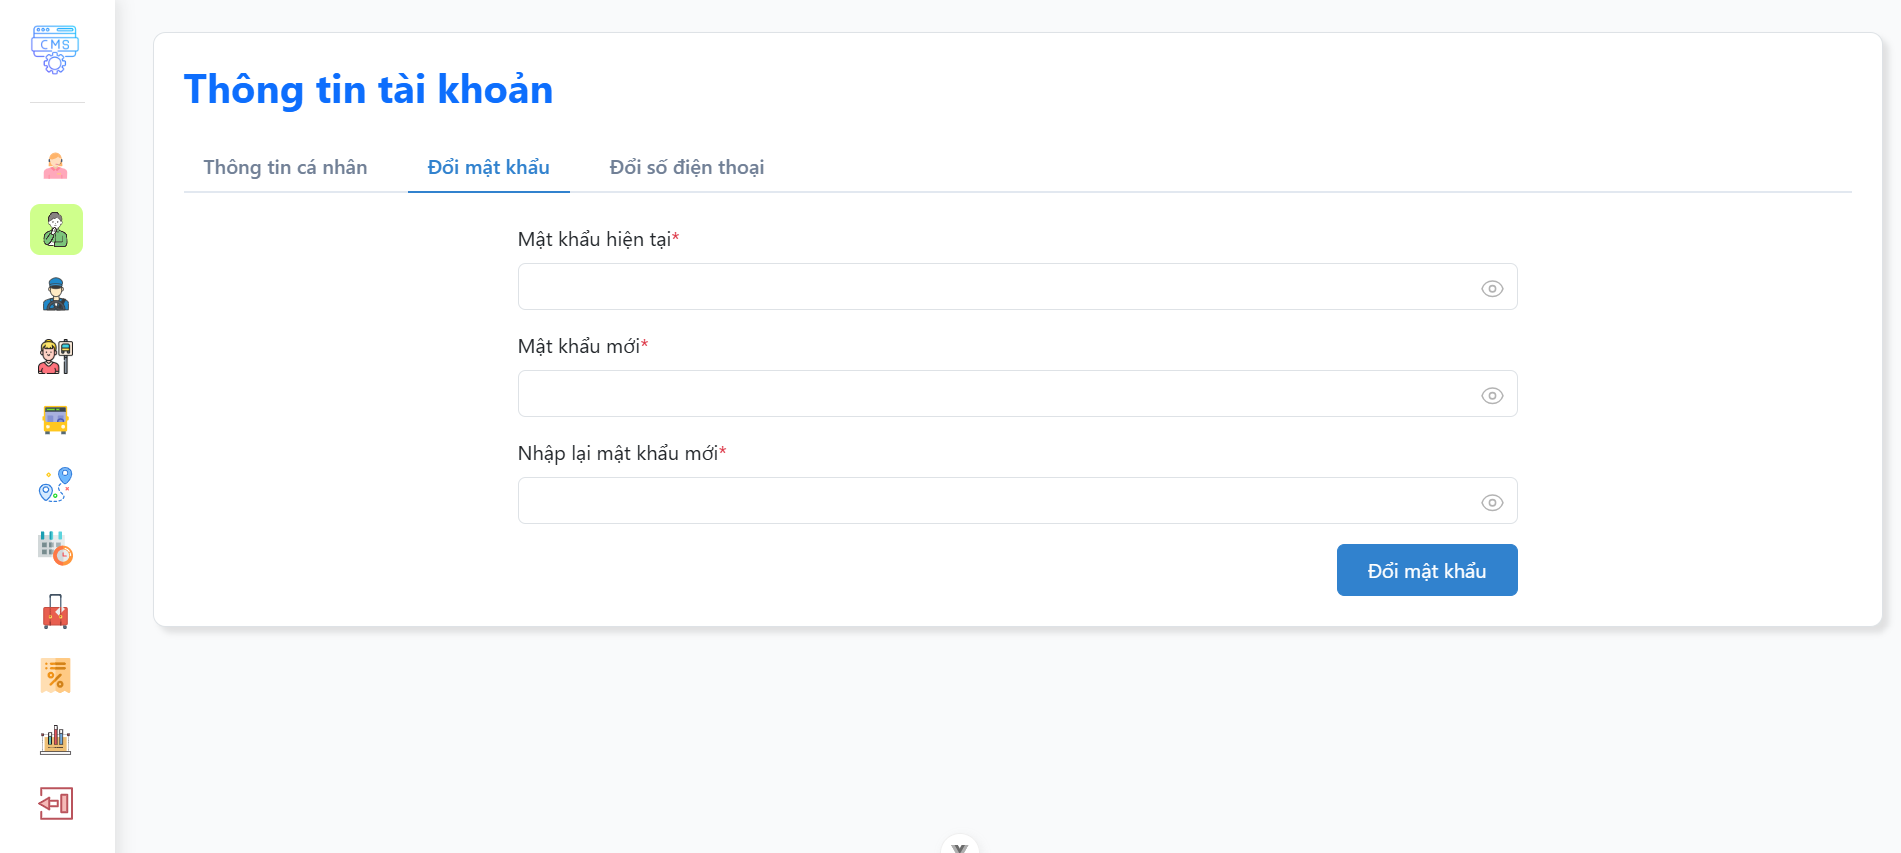 CMS
Thông tin tài khoản
Thông tin cá nhân Đổi mật khẩu Đổi số điện thoại
Mật khẩu hiện tại*
Mật khẩu mới*
Nhập lại mật khẩu mới*
Đổi mật khẩu